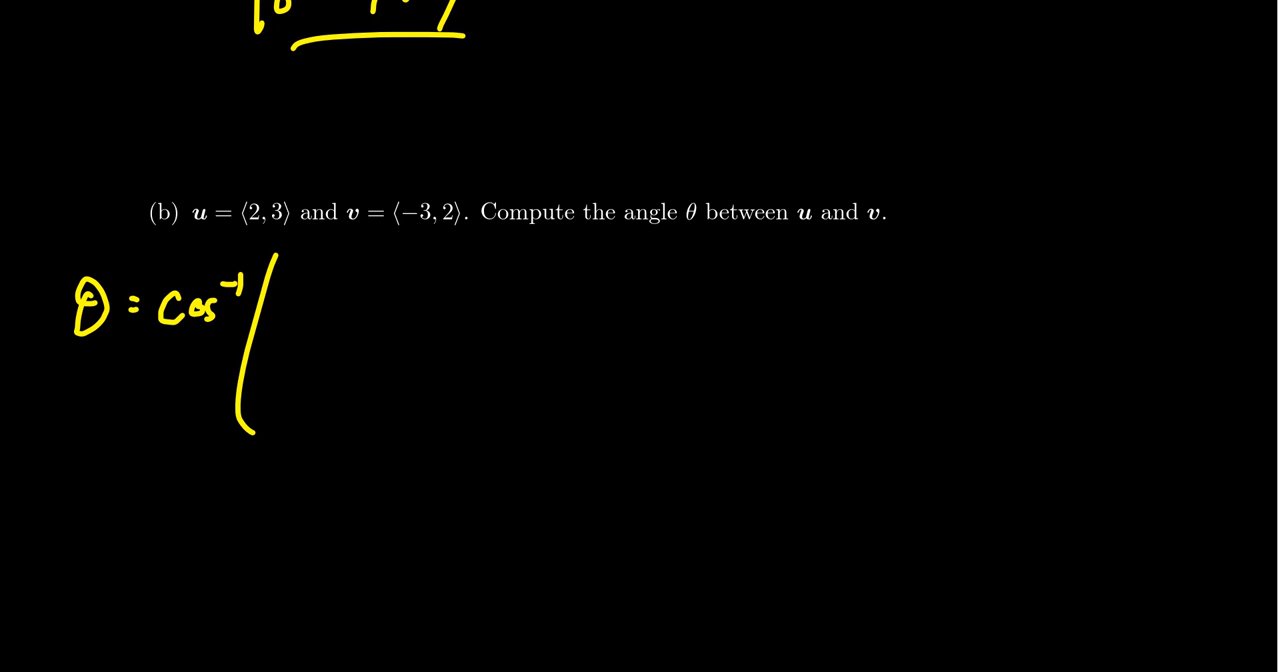 (b) u = ⟨2, 3⟩ and v = ⟨−3, 2⟩. Compute the angle θ between u and v.
θ = cos⁻¹(